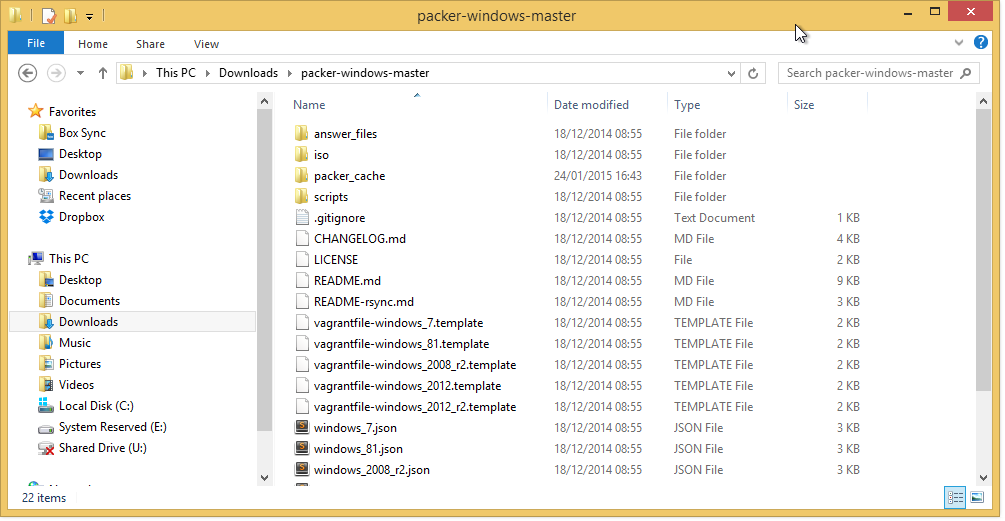 packer-windows-master
File Home Share View
This PC Downloads packer-windows-master Search packer-windows-master
Favorites
Box Sync
Desktop
Downloads
Recent places
Dropbox
This PC
Desktop
Documents
Downloads
Music
Pictures
Videos
Local Disk (C:)
System Reserved (E:)
Shared Drive (U:)
Name Date modified Type Size
answer_files 18/12/2014 08:55 File folder
iso 18/12/2014 08:55 File folder
packer_cache 24/01/2015 16:43 File folder
scripts 18/12/2014 08:55 File folder
.gitignore 18/12/2014 08:55 Text Document 1 KB
CHANGELOG.md 18/12/2014 08:55 MD File 4 KB
LICENSE 18/12/2014 08:55 File 2 KB
README.md 18/12/2014 08:55 MD File 9 KB
README-rsync.md 18/12/2014 08:55 MD File 3 KB
vagrantfile-windows_7.template 18/12/2014 08:55 TEMPLATE File 2 KB
vagrantfile-windows_81.template 18/12/2014 08:55 TEMPLATE File 2 KB
vagrantfile-windows_2008_r2.template 18/12/2014 08:55 TEMPLATE File 2 KB
vagrantfile-windows_2012.template 18/12/2014 08:55 TEMPLATE File 2 KB
vagrantfile-windows_2012_r2.template 18/12/2014 08:55 TEMPLATE File 2 KB
windows_7.json 18/12/2014 08:55 JSON File 3 KB
windows_81.json 18/12/2014 08:55 JSON File 3 KB
windows_2008_r2.json 18/12/2014 08:55 JSON File 3 KB
22 items